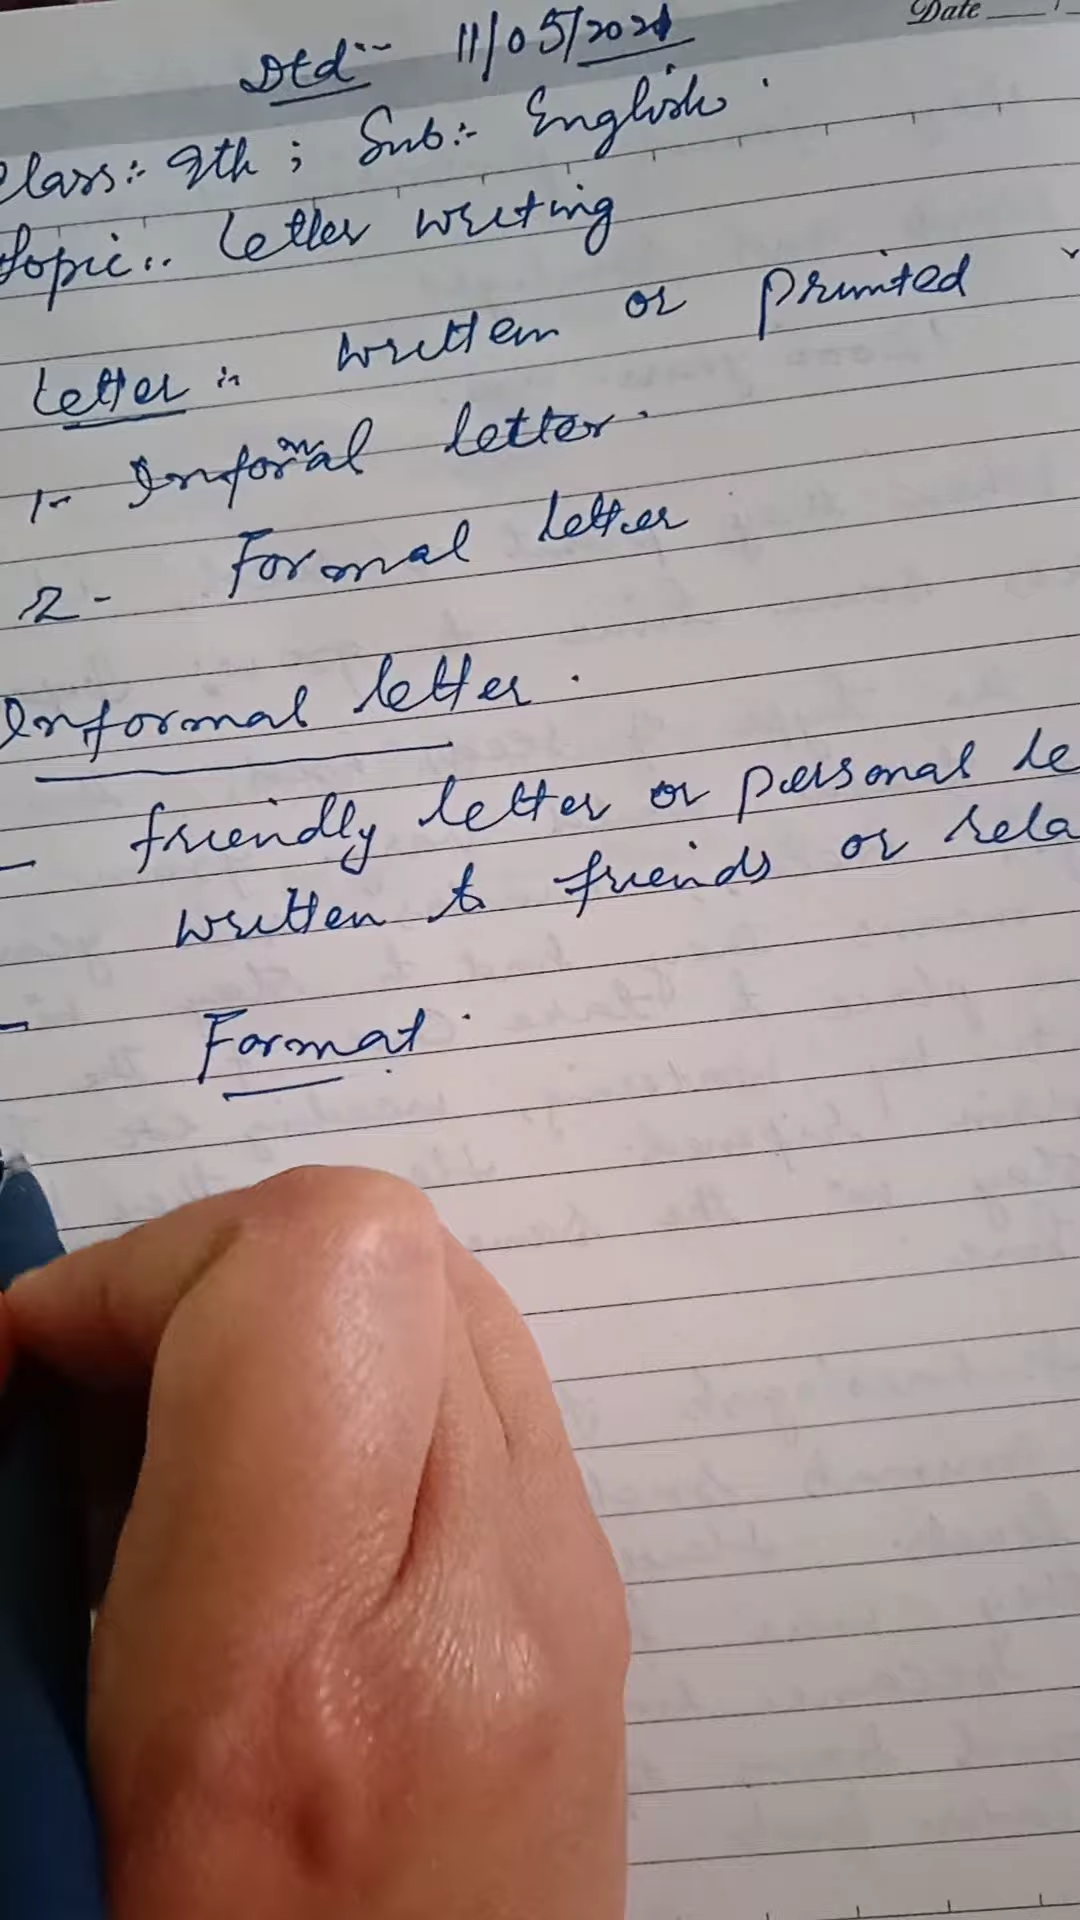 Date
Dtd:- 11/05/2021
Class:- 9th ; Sub:- English.
Topic:. Letter writing
Letter :- written or printed
1- Informal letter.
2- Formal letter
Informal letter.
- friendly letter or personal le
written to friends or rela
- Format.